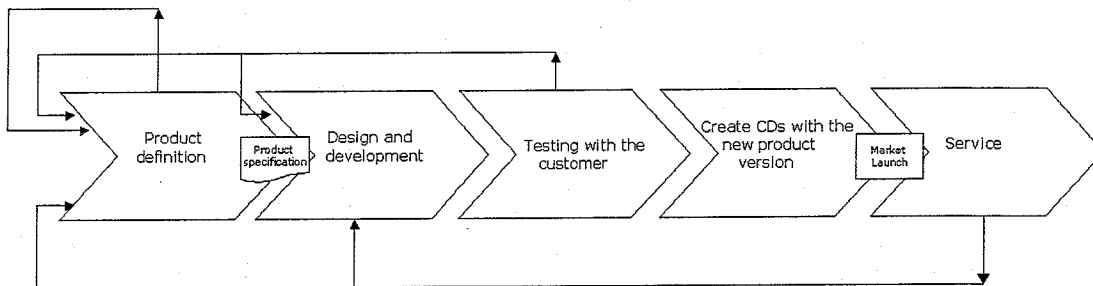 Product
definition
Product
specification
Design and
development
Testing with the
customer
Create CDs with the
new product
version
Market
Launch
Service